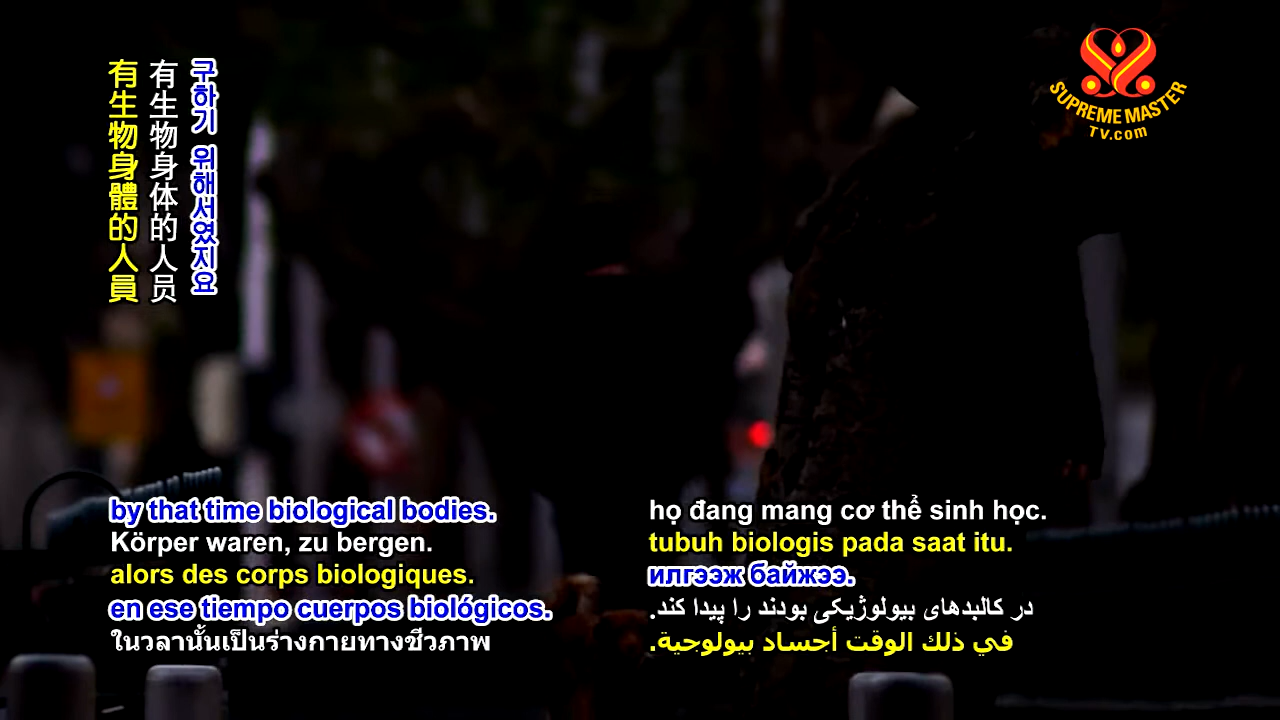 有生物身體的人員
有生物身体的人员
구하기 위해서였지요
SUPREME MASTER
TV.com
by that time biological bodies.
Körper waren, zu bergen.
alors des corps biologiques.
en ese tiempo cuerpos biológicos.
ในเวลานั้นเป็นร่างกายทางชีวภาพ
họ đang mang cơ thể sinh học.
tubuh biologis pada saat itu.
илгээж байжээ.
در کالبدهای بیولوژیکی بودند را پیدا کند.
في ذلك الوقت أجساد بيولوجية.